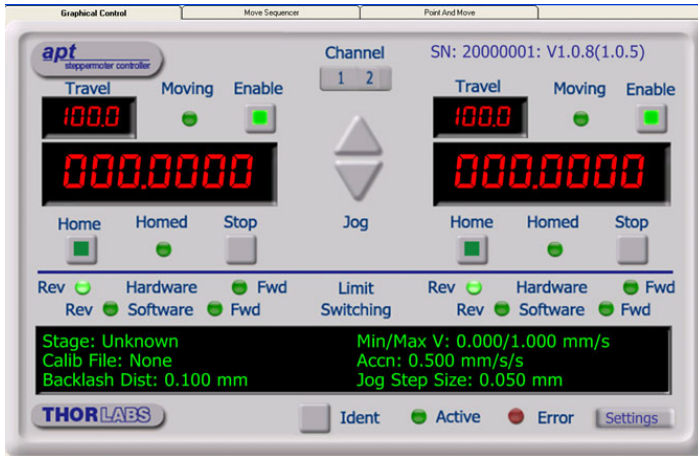 Graphical Control Move Sequencer Point And Move
apt
steppermotor controller
Channel
1 2
SN: 20000001: V1.0.8(1.0.5)
Travel Moving Enable
100.0
000.0000
Home Homed Stop
Jog
Travel Moving Enable
100.0
000.0000
Home Homed Stop
Rev Hardware Fwd
Rev Software Fwd
Limit
Switching
Rev Hardware Fwd
Rev Software Fwd
Stage: Unknown
Calib File: None
Backlash Dist: 0.100 mm
Min/Max V: 0.000/1.000 mm/s
Accn: 0.500 mm/s/s
Jog Step Size: 0.050 mm
THORLABS
Ident Active Error Settings